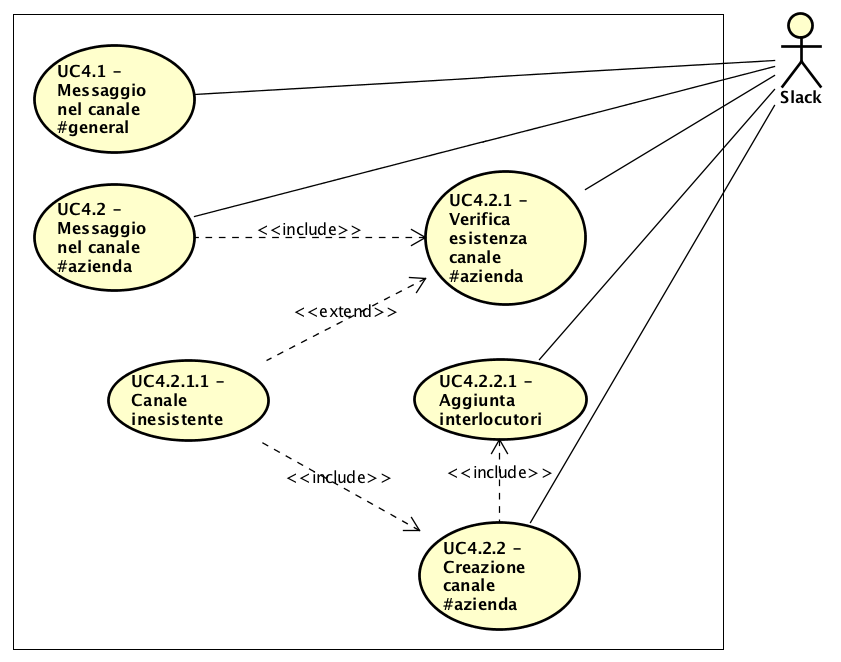 Slack
UC4.1 -
Messaggio
nel canale
#general
UC4.2 -
Messaggio
nel canale
#azienda
<<include>>
UC4.2.1 -
Verifica
esistenza
canale
#azienda
<<extend>>
UC4.2.1.1 -
Canale
inesistente
UC4.2.2.1 -
Aggiunta
interlocutori
<<include>>
<<include>>
UC4.2.2 -
Creazione
canale
#azienda